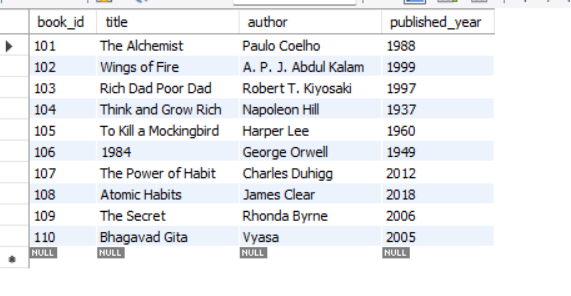 book_id title author published_year
101 The Alchemist Paulo Coelho 1988
102 Wings of Fire A. P. J. Abdul Kalam 1999
103 Rich Dad Poor Dad Robert T. Kiyosaki 1997
104 Think and Grow Rich Napoleon Hill 1937
105 To Kill a Mockingbird Harper Lee 1960
106 1984 George Orwell 1949
107 The Power of Habit Charles Duhigg 2012
108 Atomic Habits James Clear 2018
109 The Secret Rhonda Byrne 2006
110 Bhagavad Gita Vyasa 2005
NULL NULL NULL NULL